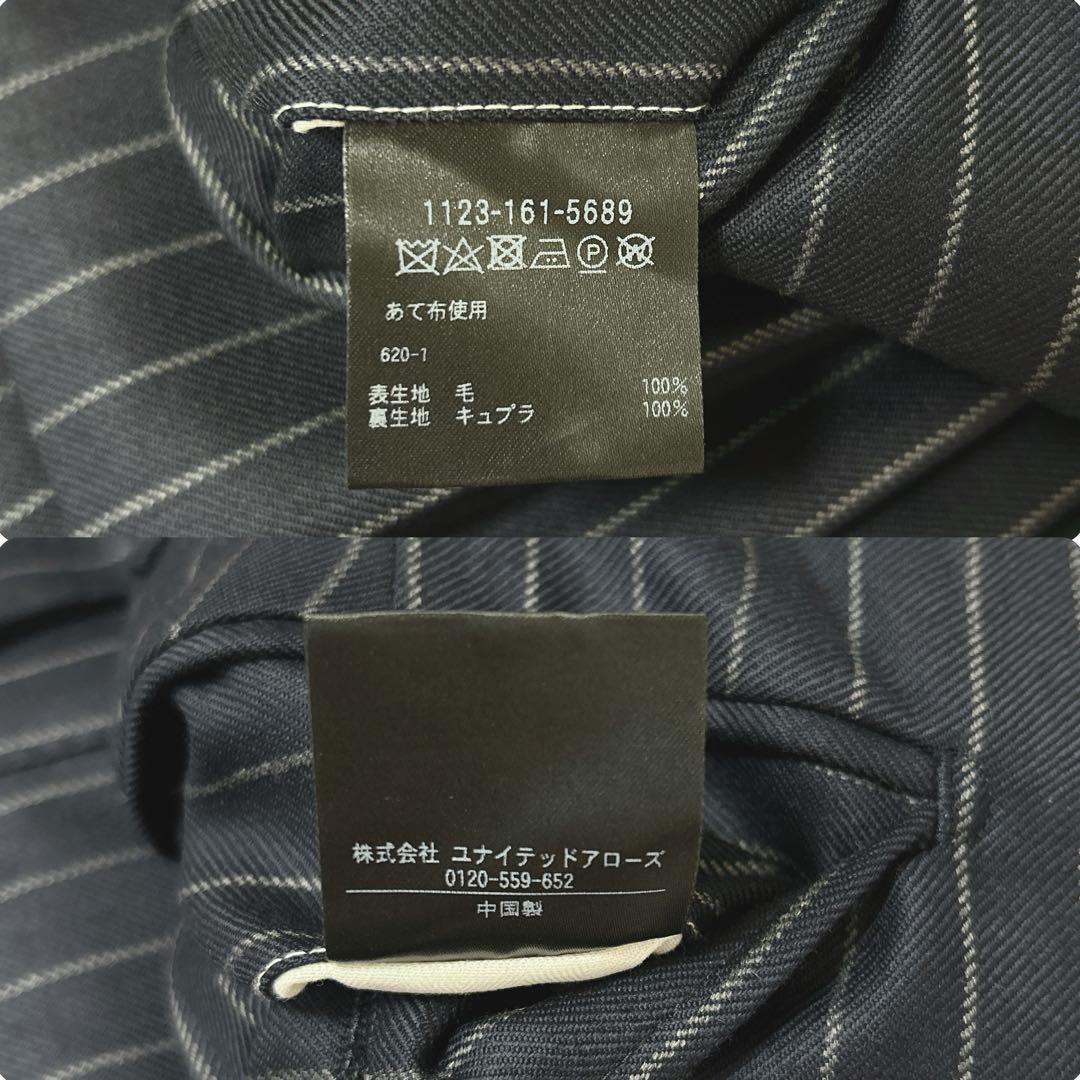 1123-161-5689
あて布使用
620-1
表生地 毛 100%
裏生地 キュプラ 100%
株式会社 ユナイテッドアローズ
0120-559-652
中国製